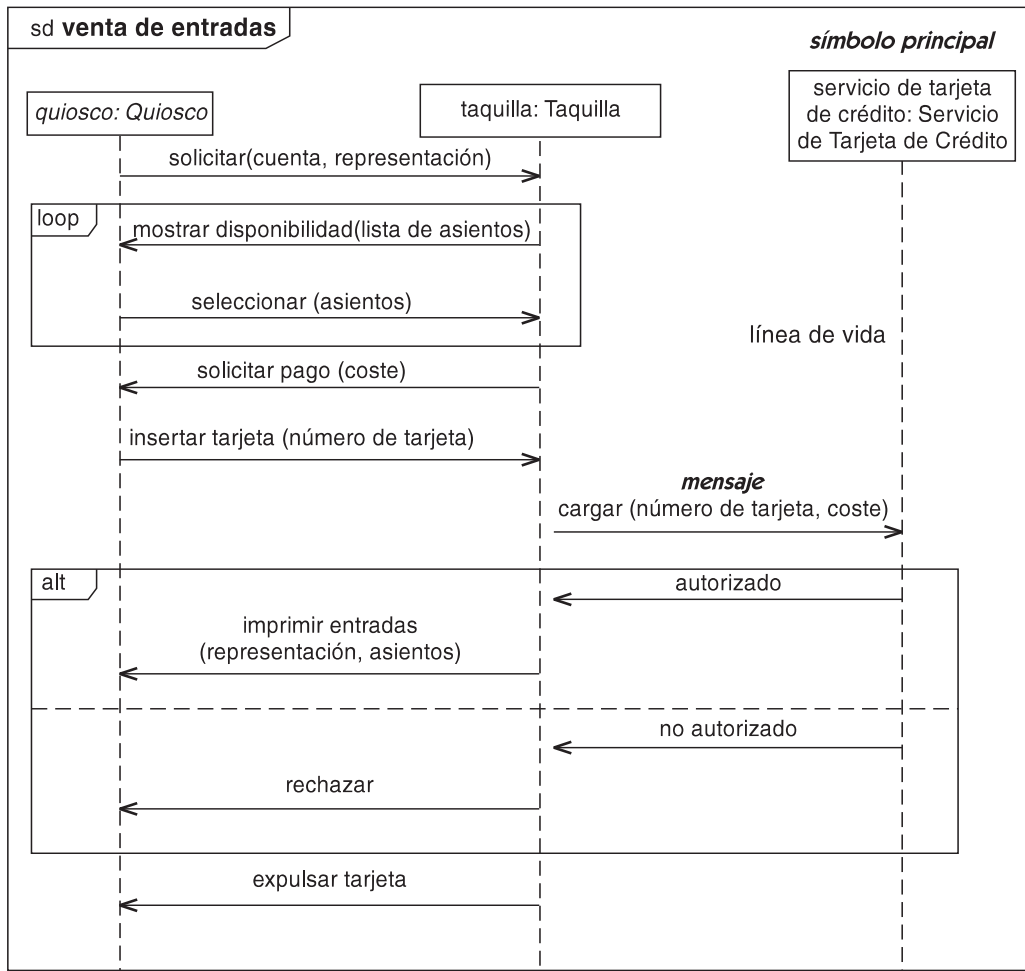 sd venta de entradas
símbolo principal
quiosco: Quiosco
taquilla: Taquilla
servicio de tarjeta
de crédito: Servicio
de Tarjeta de Crédito
solicitar(cuenta, representación)
loop
mostrar disponibilidad(lista de asientos)
seleccionar (asientos)
línea de vida
solicitar pago (coste)
insertar tarjeta (número de tarjeta)
mensaje
cargar (número de tarjeta, coste)
alt
autorizado
imprimir entradas
(representación, asientos)
no autorizado
rechazar
expulsar tarjeta